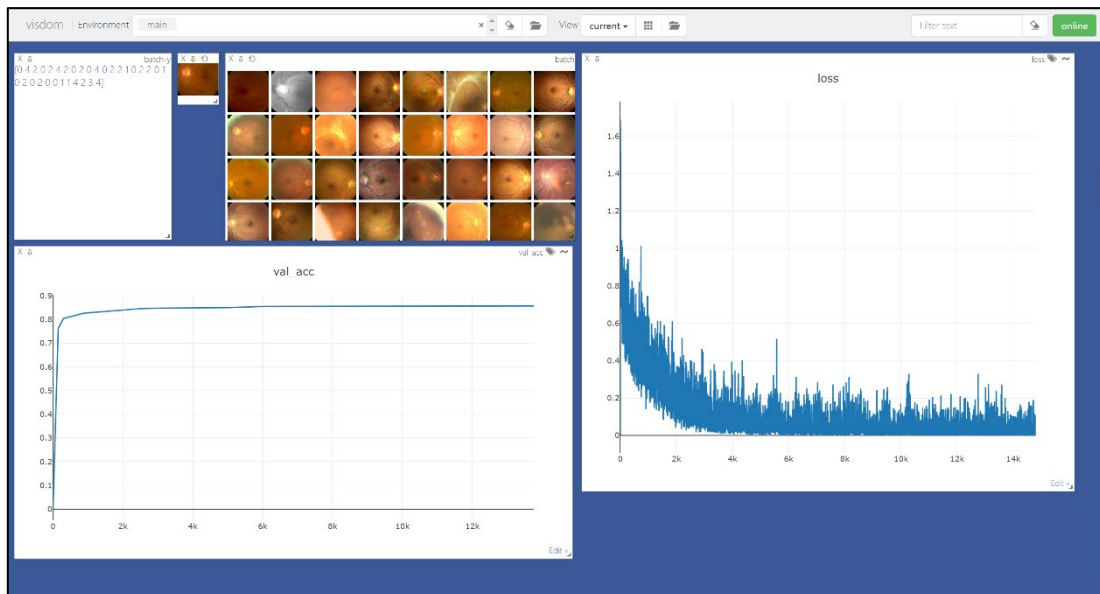 visdom Environment main × View current ▾ Filter text online
X batch-y
[0 4 2 0 2 4 2 0 2 0 4 0 2 2 1 0 2 2 0 1
0 2 0 2 0 0 1 1 4 2 3 4]
X
X batch
X loss
loss
1.6
1.4
1.2
1
0.8
0.6
0.4
0.2
0
0 2k 4k 6k 8k 10k 12k 14k
Edit
X val_acc
val acc
0.9
0.8
0.7
0.6
0.5
0.4
0.3
0.2
0.1
0
0 2k 4k 6k 8k 10k 12k
Edit